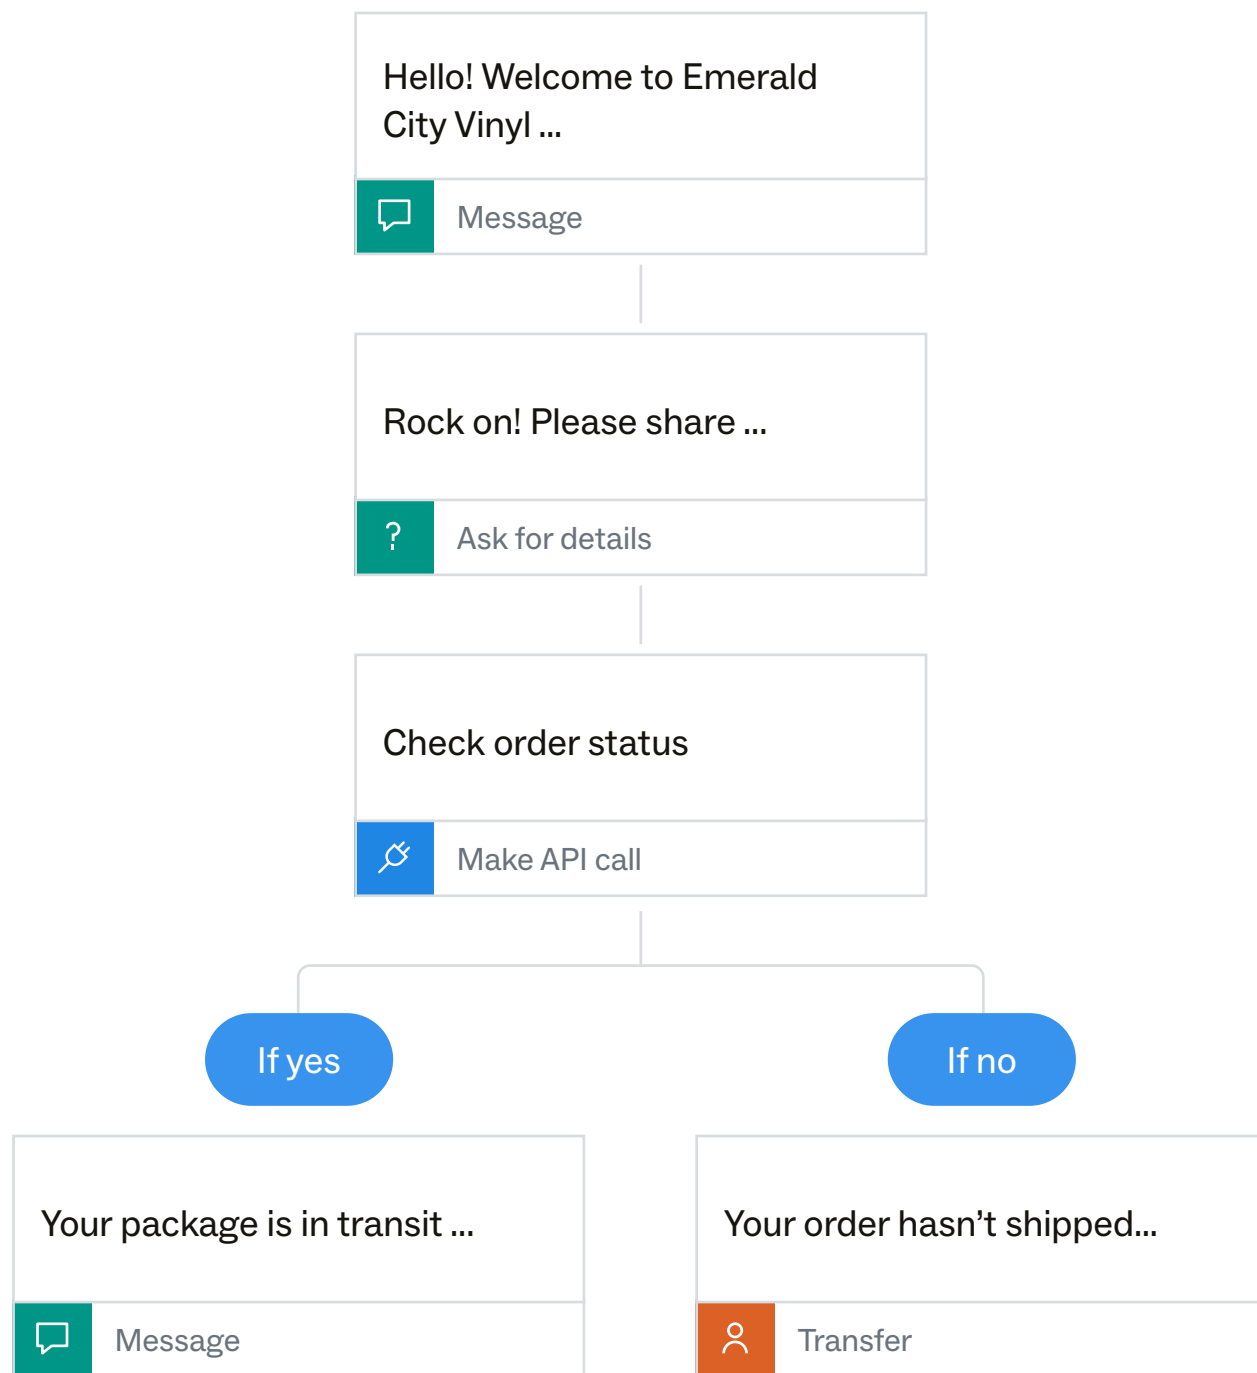 Hello! Welcome to Emerald
City Vinyl ...
Message
Rock on! Please share ...
?
Ask for details
Check order status
Make API call
If yes
If no
Your package is in transit ...
Your order hasn’t shipped...
Message
Transfer